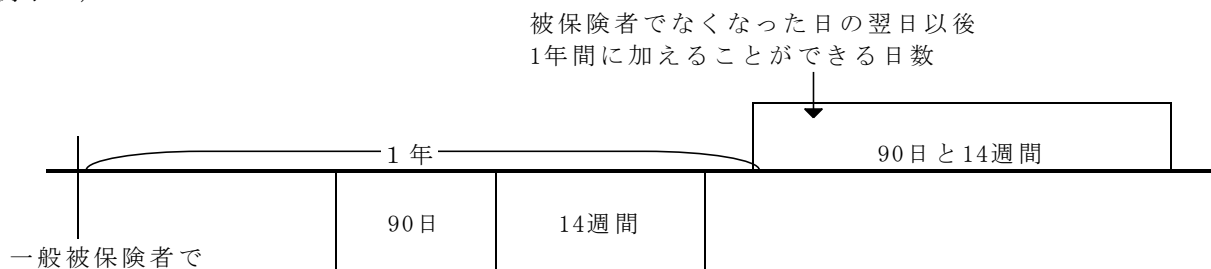 被保険者でなくなった日の翌日以後
1年間に加えることができる日数
1年
90日と14週間
90日
14週間
一般被保険者で